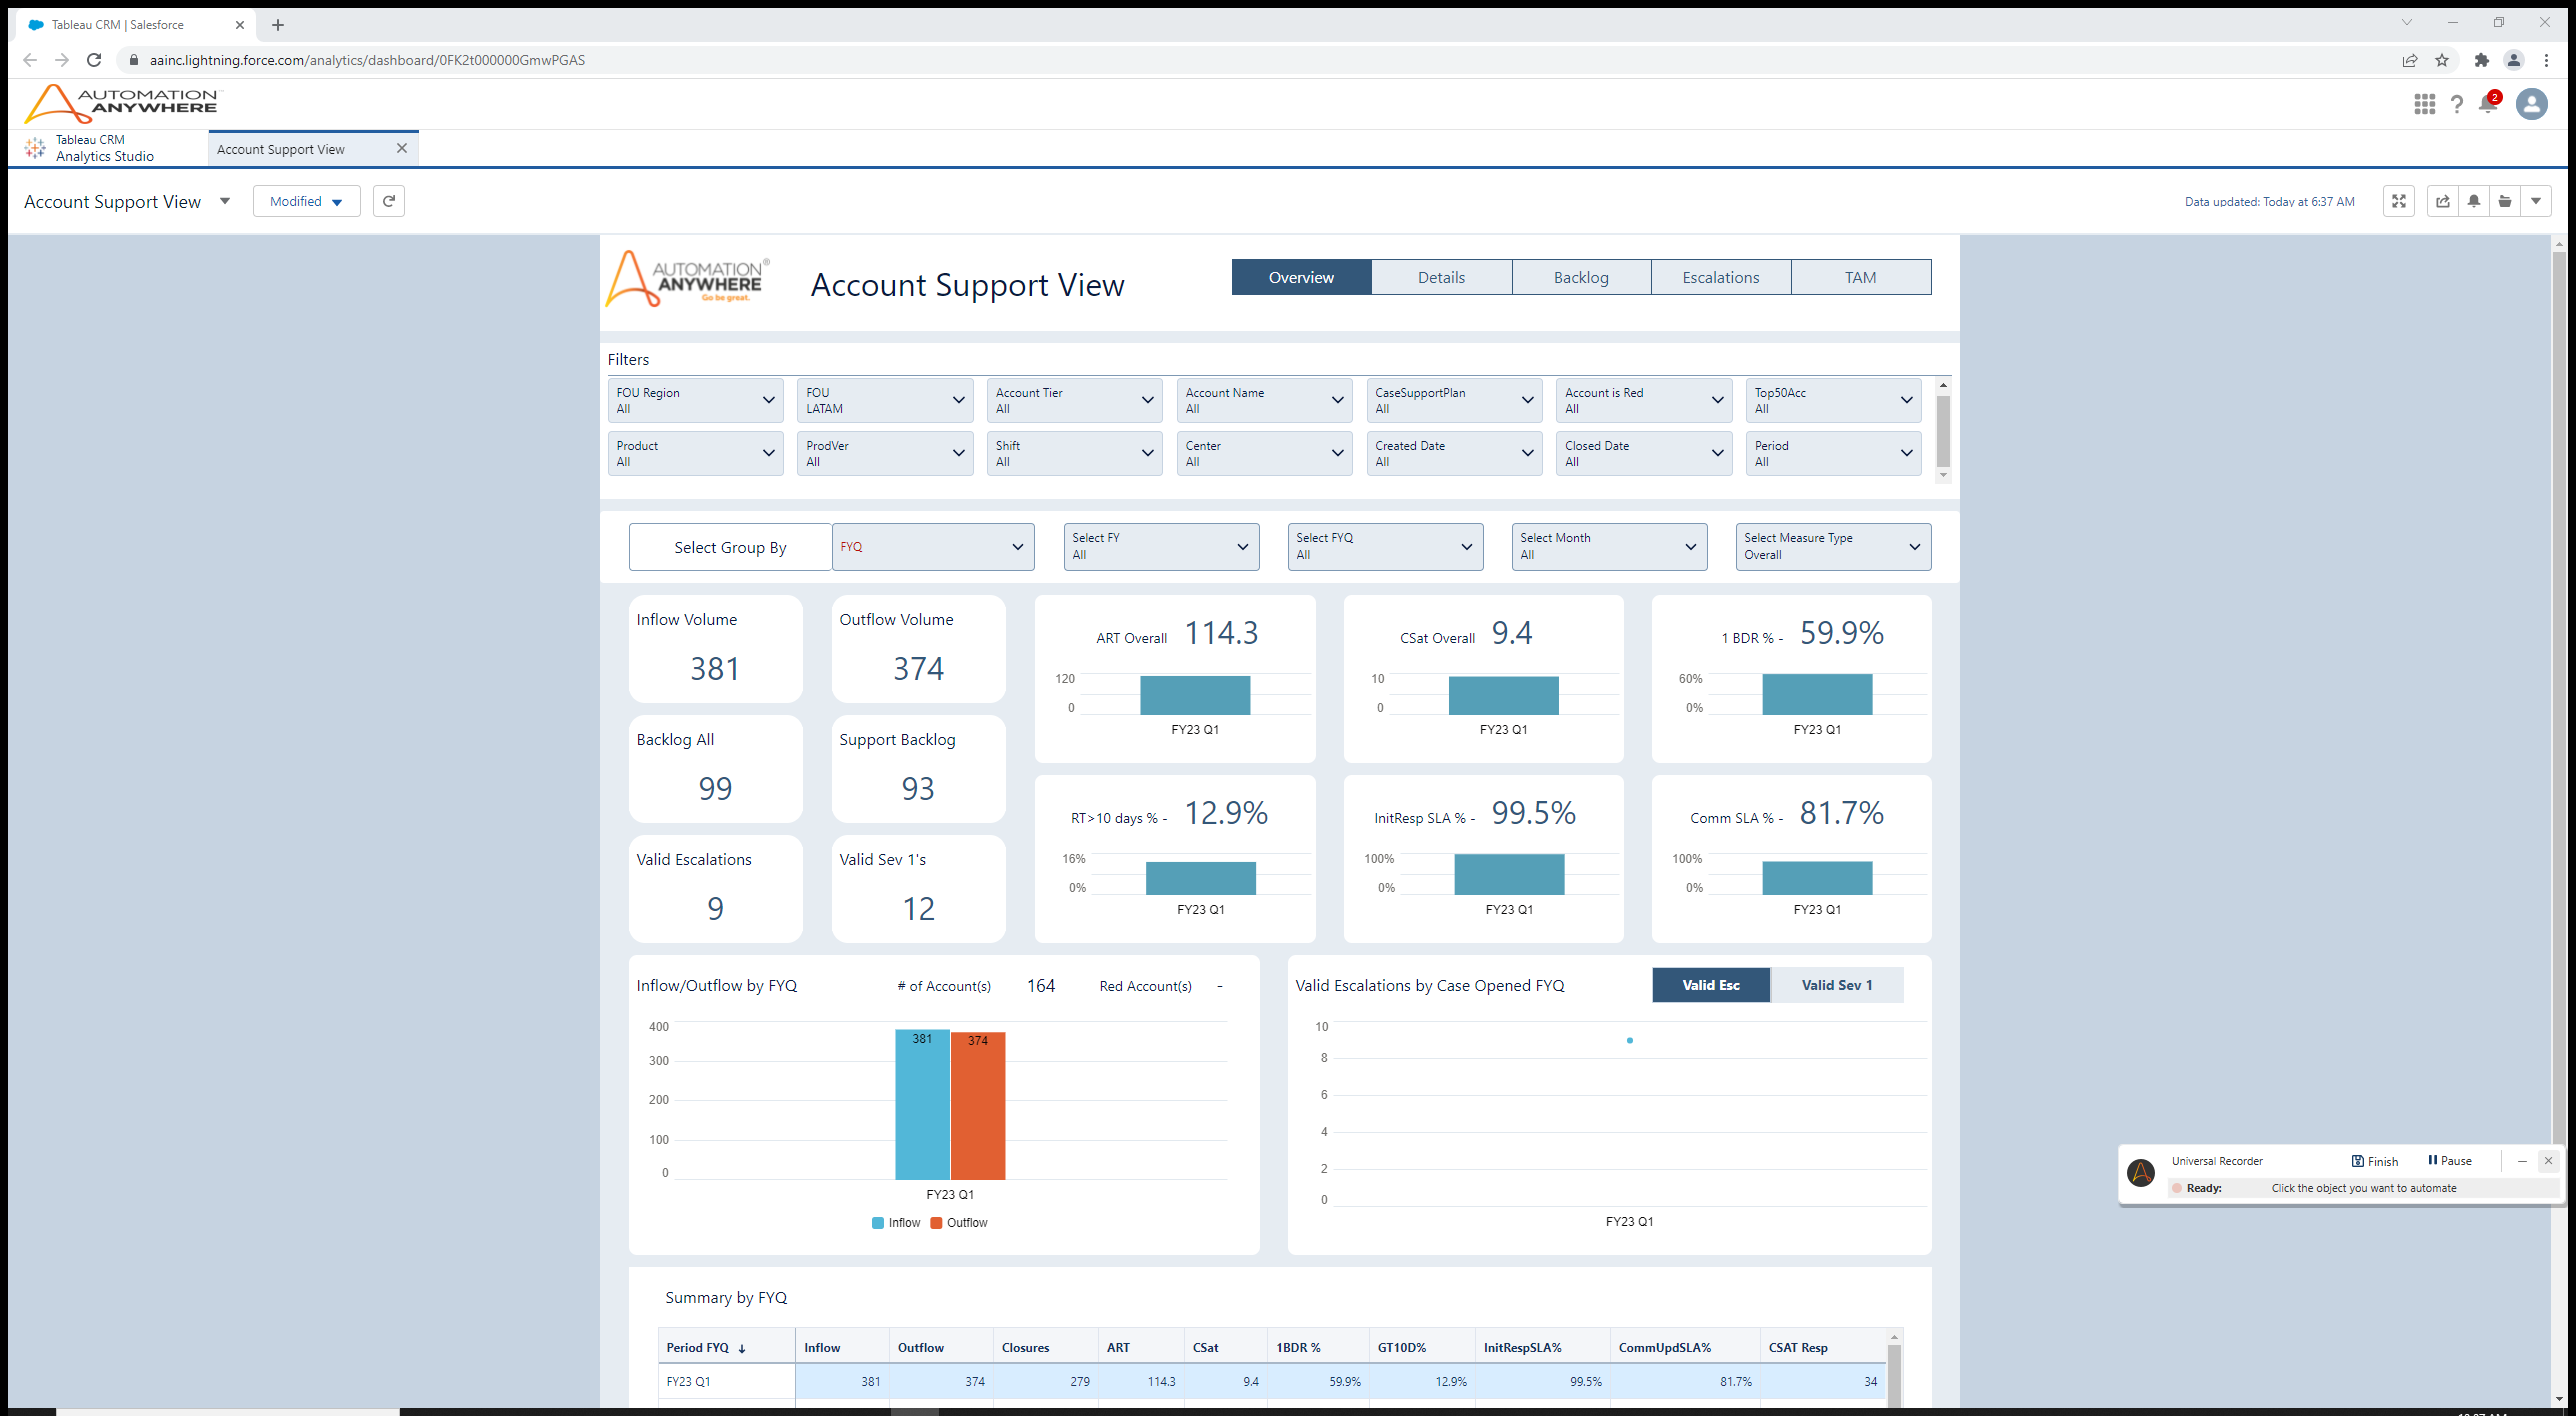 Tableau CRM | Salesforce
aainc.lightning.force.com/analytics/dashboard/0FK2t000000GmwPGAS
AUTOMATION
ANYWHERE
2
Tableau CRM
Analytics Studio
Account Support View
Account Support View
Modified
Data updated: Today at 6:37 AM
AUTOMATION®
ANYWHERE
Go be great.
Account Support View
Overview
Details
Backlog
Escalations
TAM
Filters
FOU Region
All
FOU
LATAM
Account Tier
All
Account Name
All
CaseSupportPlan
All
Account is Red
All
Top50Acc
All
Product
All
ProdVer
All
Shift
All
Center
All
Created Date
All
Closed Date
All
Period
All
Select Group By
FYQ
Select FY
All
Select FYQ
All
Select Month
All
Select Measure Type
Overall
Inflow Volume
381
Outflow Volume
374
ART Overall 114.3
120
0
FY23 Q1
CSat Overall 9.4
10
0
FY23 Q1
1 BDR % - 59.9%
60%
0%
FY23 Q1
Backlog All
99
Support Backlog
93
RT>10 days % - 12.9%
16%
0%
FY23 Q1
InitResp SLA % - 99.5%
100%
0%
FY23 Q1
Comm SLA % - 81.7%
100%
0%
FY23 Q1
Valid Escalations
9
Valid Sev 1's
12
Inflow/Outflow by FYQ # of Account(s) 164 Red Account(s) -
400
300
200
100
0
381
374
FY23 Q1
Inflow Outflow
Valid Escalations by Case Opened FYQ
Valid Esc
Valid Sev 1
10
8
6
4
2
0
FY23 Q1
Universal Recorder
Finish
Pause
Ready: Click the object you want to automate
Summary by FYQ
Period FYQ Inflow Outflow Closures ART CSat 1BDR % GT10D% InitRespSLA% CommUpdSLA% CSAT Resp
FY23 Q1 381 374 279 114.3 9.4 59.9% 12.9% 99.5% 81.7% 34